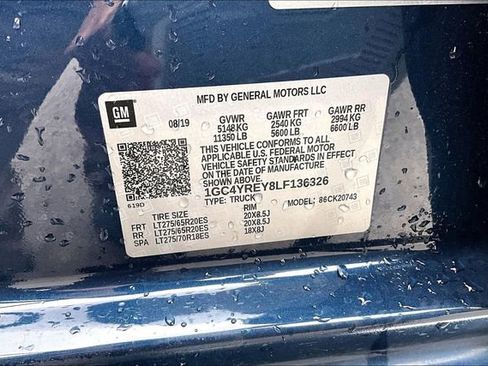 GM
MFD BY GENERAL MOTORS LLC
08/19 GVWR GAWR FRT GAWR RR
5148 KG 2540 KG 2994 KG
11350 LB 5600 LB 6600 LB
THIS VEHICLE CONFORMS TO ALL
APPLICABLE U.S. FEDERAL MOTOR
VEHICLE SAFETY STANDARDS IN EFFECT
ON THE DATE OF MANUFACTURE
SHOWN ABOVE.
1GC4YREY8LF136326
619D TYPE: TRUCK MODEL: 86CK20743
TIRE SIZE RIM
FRT LT275/65R20ES 20X8.5J
RR LT275/65R20ES 20X8.5J
SPA LT275/70R18ES 18X8J